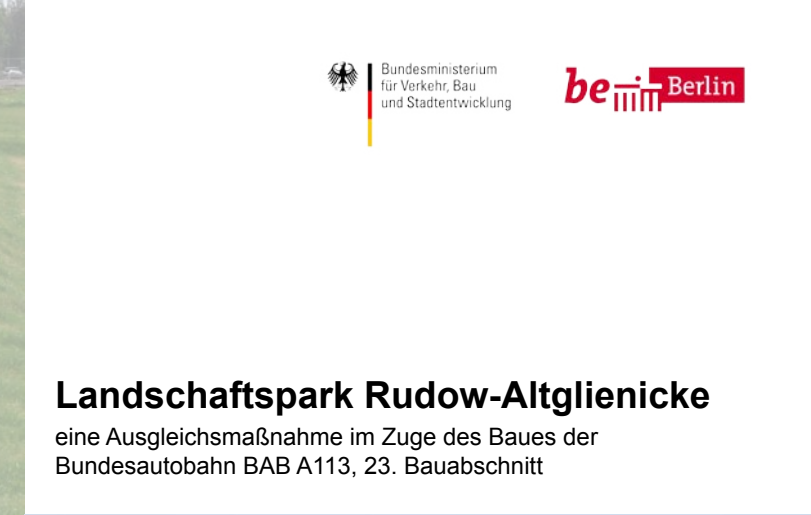 Bundesministerium
für Verkehr, Bau
und Stadtentwicklung
be Berlin
Landschaftspark Rudow-Altglienicke
eine Ausgleichsmaßnahme im Zuge des Baues der
Bundesautobahn BAB A113, 23. Bauabschnitt